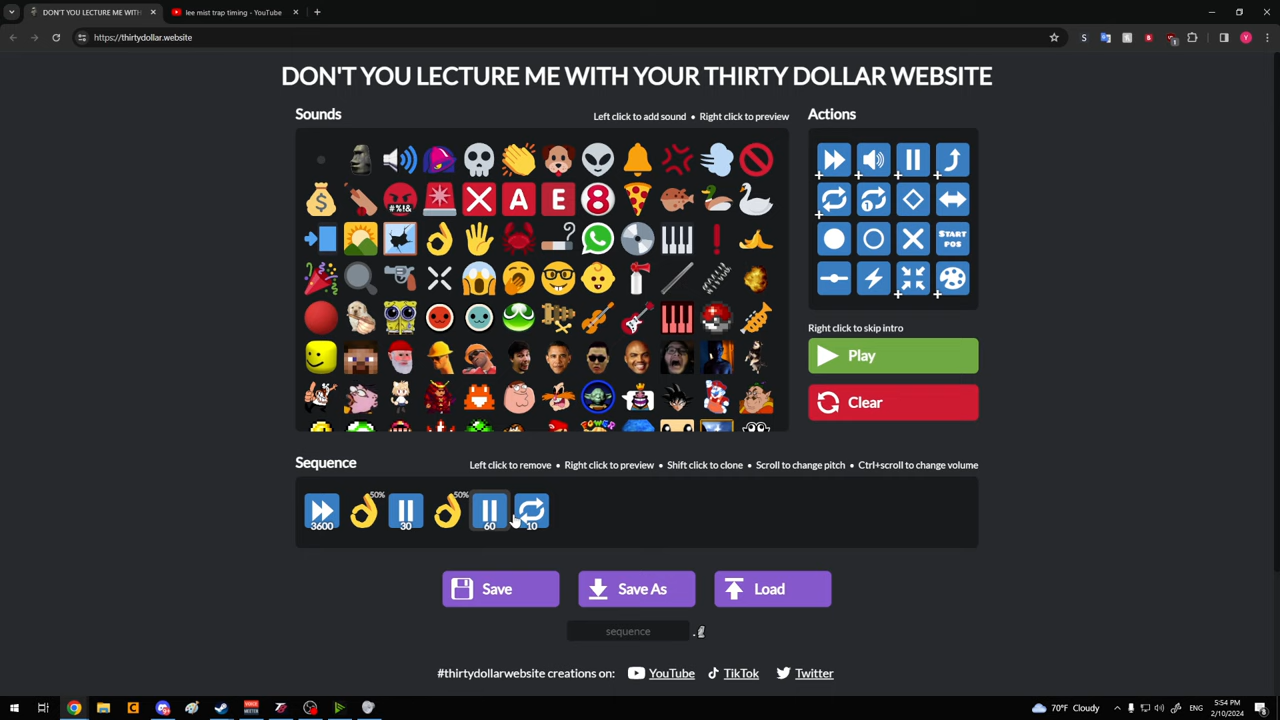 DON'T YOU LECTURE ME WITH
lee mist trap timing - YouTube
https://thirtydollar.website
DON'T YOU LECTURE ME WITH YOUR THIRTY DOLLAR WEBSITE
Sounds
Left click to add sound • Right click to preview
Actions
#%!&
A
E
8
START
POS
1
Right click to skip intro
Play
Clear
Sequence
Left click to remove • Right click to preview • Shift click to clone • Scroll to change pitch • Ctrl+scroll to change volume
50% 50%
3600 30 60 10
Save
Save As
Load
sequence
#thirtydollarwebsite creations on: YouTube TikTok Twitter
70°F Cloudy
ENG
5:54 PM
2/10/2024